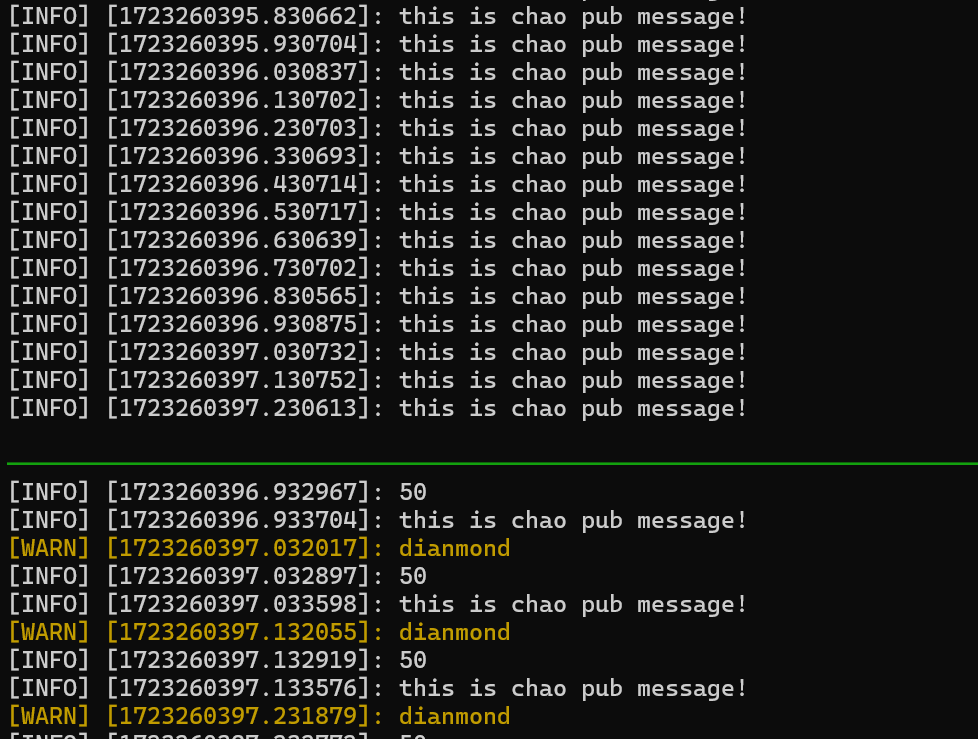 [INFO] [1723260395.830662]: this is chao pub message!
[INFO] [1723260395.930704]: this is chao pub message!
[INFO] [1723260396.030837]: this is chao pub message!
[INFO] [1723260396.130702]: this is chao pub message!
[INFO] [1723260396.230703]: this is chao pub message!
[INFO] [1723260396.330693]: this is chao pub message!
[INFO] [1723260396.430714]: this is chao pub message!
[INFO] [1723260396.530717]: this is chao pub message!
[INFO] [1723260396.630639]: this is chao pub message!
[INFO] [1723260396.730702]: this is chao pub message!
[INFO] [1723260396.830565]: this is chao pub message!
[INFO] [1723260396.930875]: this is chao pub message!
[INFO] [1723260397.030732]: this is chao pub message!
[INFO] [1723260397.130752]: this is chao pub message!
[INFO] [1723260397.230613]: this is chao pub message!
[INFO] [1723260396.932967]: 50
[INFO] [1723260396.933704]: this is chao pub message!
[WARN] [1723260397.032017]: dianmond
[INFO] [1723260397.032897]: 50
[INFO] [1723260397.033598]: this is chao pub message!
[WARN] [1723260397.132055]: dianmond
[INFO] [1723260397.132919]: 50
[INFO] [1723260397.133576]: this is chao pub message!
[WARN] [1723260397.231879]: dianmond